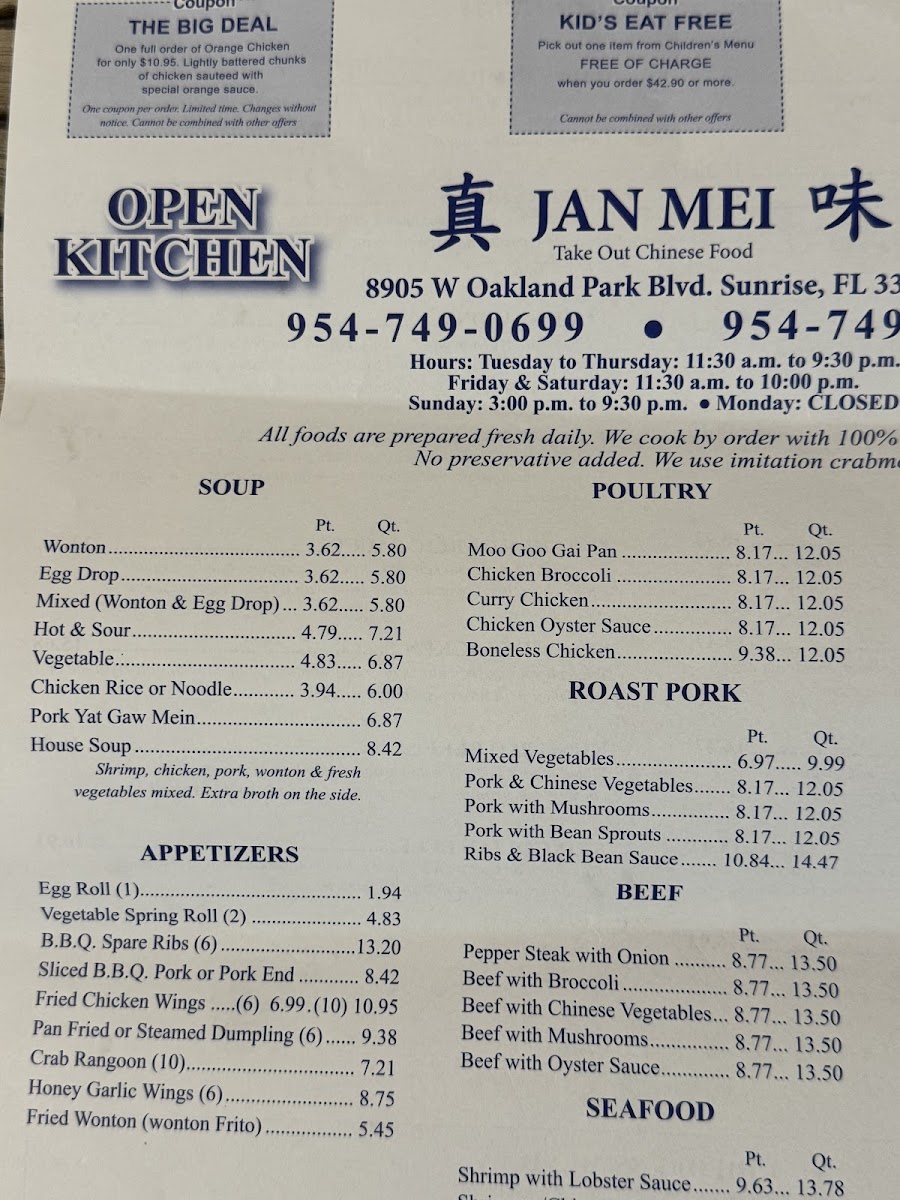 Coupon
THE BIG DEAL
One full order of Orange Chicken
for only $10.95. Lightly battered chunks
of chicken sauteed with
special orange sauce.
One coupon per order. Limited time. Changes without
notice. Cannot be combined with other offers
Coupon
KID'S EAT FREE
Pick out one item from Children's Menu
FREE OF CHARGE
when you order $42.90 or more.
Cannot be combined with other offers
OPEN
KITCHEN
真 JAN MEI 味
Take Out Chinese Food
8905 W Oakland Park Blvd. Sunrise, FL 33
954-749-0699 • 954-749
Hours: Tuesday to Thursday: 11:30 a.m. to 9:30 p.m.
Friday & Saturday: 11:30 a.m. to 10:00 p.m.
Sunday: 3:00 p.m. to 9:30 p.m. • Monday: CLOSED
All foods are prepared fresh daily. We cook by order with 100%
No preservative added. We use imitation crabme
SOUP
Pt. Qt.
Wonton 3.62 5.80
Egg Drop 3.62 5.80
Mixed (Wonton & Egg Drop) 3.62 5.80
Hot & Sour 4.79 7.21
Vegetable 4.83 6.87
Chicken Rice or Noodle 3.94 6.00
Pork Yat Gaw Mein 6.87
House Soup 8.42
Shrimp, chicken, pork, wonton & fresh
vegetables mixed. Extra broth on the side.
APPETIZERS
Egg Roll (1) 1.94
Vegetable Spring Roll (2) 4.83
B.B.Q. Spare Ribs (6) 13.20
Sliced B.B.Q. Pork or Pork End 8.42
Fried Chicken Wings (6) 6.99 (10) 10.95
Pan Fried or Steamed Dumpling (6) 9.38
Crab Rangoon (10) 7.21
Honey Garlic Wings (6) 8.75
Fried Wonton (wonton Frito) 5.45
POULTRY
Pt. Qt.
Moo Goo Gai Pan 8.17 12.05
Chicken Broccoli 8.17 12.05
Curry Chicken 8.17 12.05
Chicken Oyster Sauce 8.17 12.05
Boneless Chicken 9.38 12.05
ROAST PORK
Pt. Qt.
Mixed Vegetables 6.97 9.99
Pork & Chinese Vegetables 8.17 12.05
Pork with Mushrooms 8.17 12.05
Pork with Bean Sprouts 8.17 12.05
Ribs & Black Bean Sauce 10.84 14.47
BEEF
Pt. Qt.
Pepper Steak with Onion 8.77 13.50
Beef with Broccoli 8.77 13.50
Beef with Chinese Vegetables 8.77 13.50
Beef with Mushrooms 8.77 13.50
Beef with Oyster Sauce 8.77 13.50
SEAFOOD
Pt. Qt.
Shrimp with Lobster Sauce 9.63 13.78